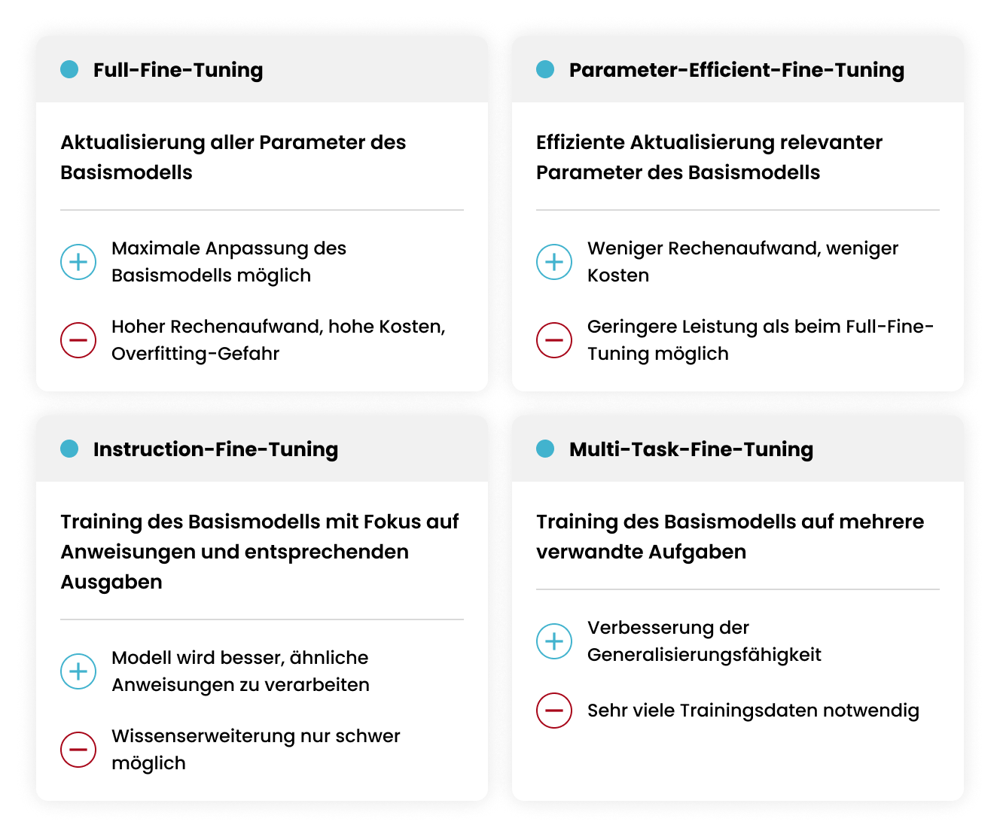 Full-Fine-Tuning
Aktualisierung aller Parameter des
Basismodells
Maximale Anpassung des
Basismodells möglich
Hoher Rechenaufwand, hohe Kosten,
Overfitting-Gefahr
Parameter-Efficient-Fine-Tuning
Effiziente Aktualisierung relevanter
Parameter des Basismodells
Weniger Rechenaufwand, weniger
Kosten
Geringere Leistung als beim Full-Fine-
Tuning möglich
Instruction-Fine-Tuning
Training des Basismodells mit Fokus auf
Anweisungen und entsprechenden
Ausgaben
Modell wird besser, ähnliche
Anweisungen zu verarbeiten
Wissenserweiterung nur schwer
möglich
Multi-Task-Fine-Tuning
Training des Basismodells auf mehrere
verwandte Aufgaben
Verbesserung der
Generalisierungsfähigkeit
Sehr viele Trainingsdaten notwendig